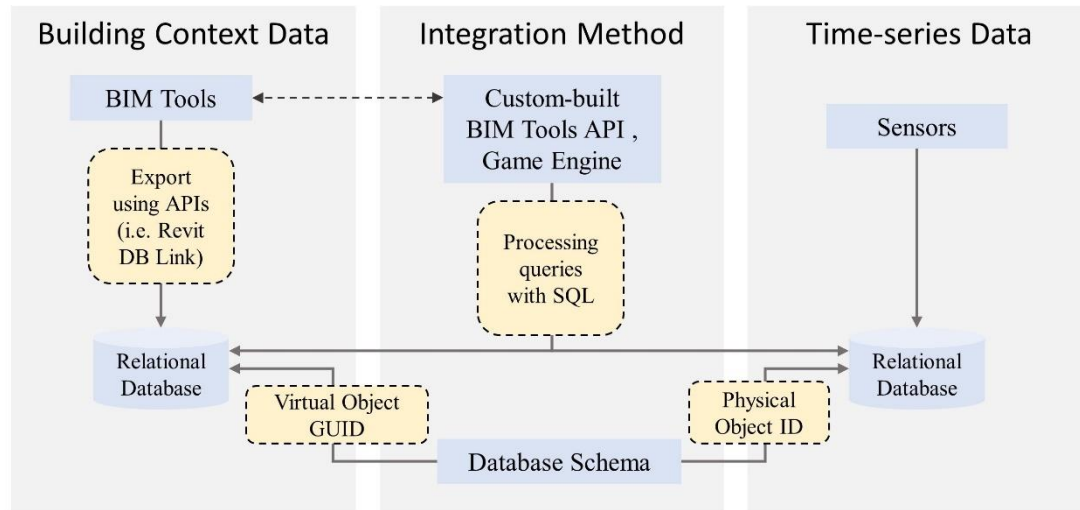 Building Context Data
Integration Method
Time-series Data
BIM Tools
Custom-built
BIM Tools API ,
Game Engine
Sensors
Export
using APIs
(i.e. Revit
DB Link)
Processing
queries
with SQL
Relational
Database
Relational
Database
Virtual Object
GUID
Physical
Object ID
Database Schema